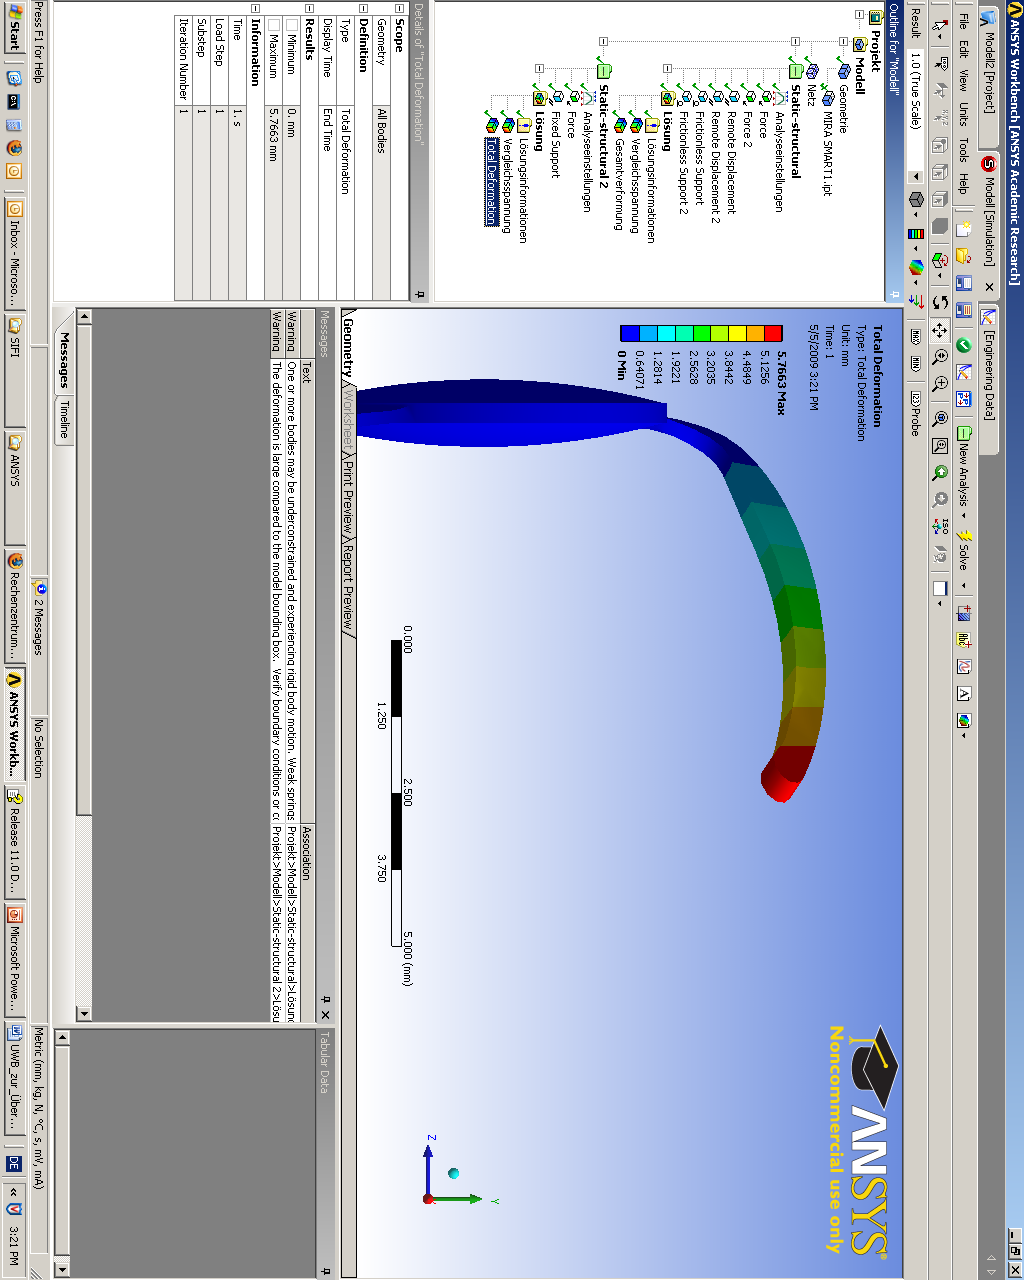 ANSYS Workbench [ANSYS Academic Research]
Modell2 [Project]
Modell [Simulation]
[Engineering Data]
File Edit View Units Tools Help
New Analysis
Solve
Result 1.0 (True Scale)
Probe
Outline for "Modell"
Projekt
Modell
Geometrie
MIRA SMART1.ipt
Netz
Static-structural
Analyseeinstellungen
Force
Force 2
Remote Displacement
Remote Displacement 2
Frictionless Support
Frictionless Support 2
Lösung
Lösungsinformationen
Vergleichsspannung
Gesamtverformung
Static-structural 2
Analyseeinstellungen
Force
Fixed Support
Lösung
Lösungsinformationen
Vergleichsspannung
Total Deformation
Details of "Total Deformation"
Scope
Geometry All Bodies
Definition
Type Total Deformation
Display Time End Time
Results
Minimum 0. mm
Maximum 5.7663 mm
Information
Time 1. s
Load Step 1
Substep 1
Iteration Number 1
Total Deformation
Type: Total Deformation
Unit: mm
Time: 1
5/5/2009 3:21 PM
5.7663 Max
5.1256
4.4849
3.8442
3.2035
2.5628
1.9221
1.2814
0.64071
0 Min
ANSYS
Noncommercial use only
0.000
1.250
2.500
3.750
5.000 (mm)
Y
Z
Geometry Worksheet Print Preview Report Preview
Messages
Text Association
Warning One or more bodies may be underconstrained and experiencing rigid body motion. Weak springs Projekt>Modell>Static-structural>Lösung
Warning The deformation is large compared to the model bounding box. Verify boundary conditions or Projekt>Modell>Static-structural 2>Lösu
Messages Timeline
Tabular Data
Press F1 for Help
2 Messages
No Selection
Metric (mm, kg, N, °C, s, mV, mA)
Start
Inbox - Microso...
SIF1
ANSYS
Rechenzentrum...
ANSYS Workb...
Release 11.0 D...
Microsoft Powe...
UWB_zur_Über...
DE
3:21 PM